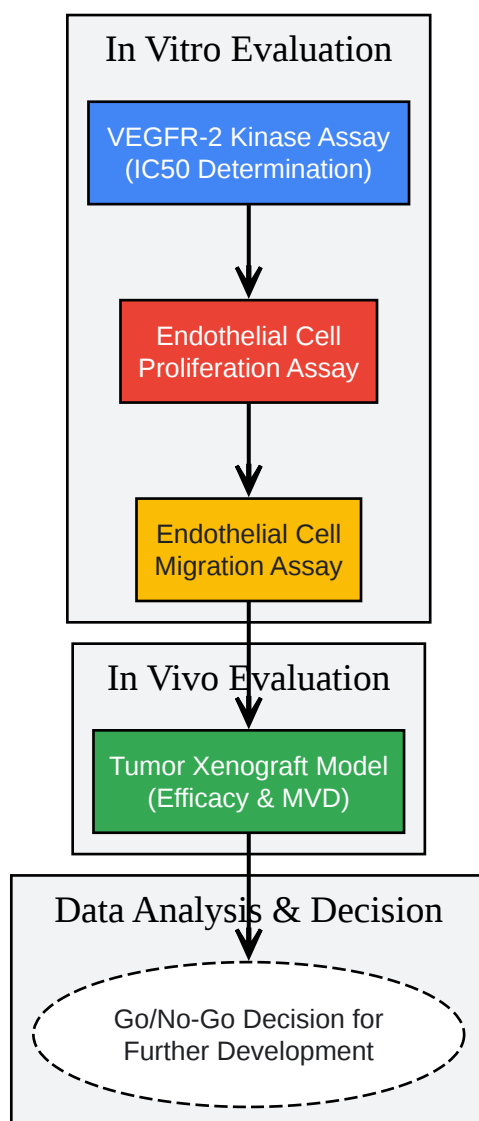 In Vitro Evaluation
VEGFR-2 Kinase Assay
(IC50 Determination)
Endothelial Cell
Proliferation Assay
Endothelial Cell
Migration Assay
In Vivo Evaluation
Tumor Xenograft Model
(Efficacy & MVD)
Data Analysis & Decision
Go/No-Go Decision for
Further Development